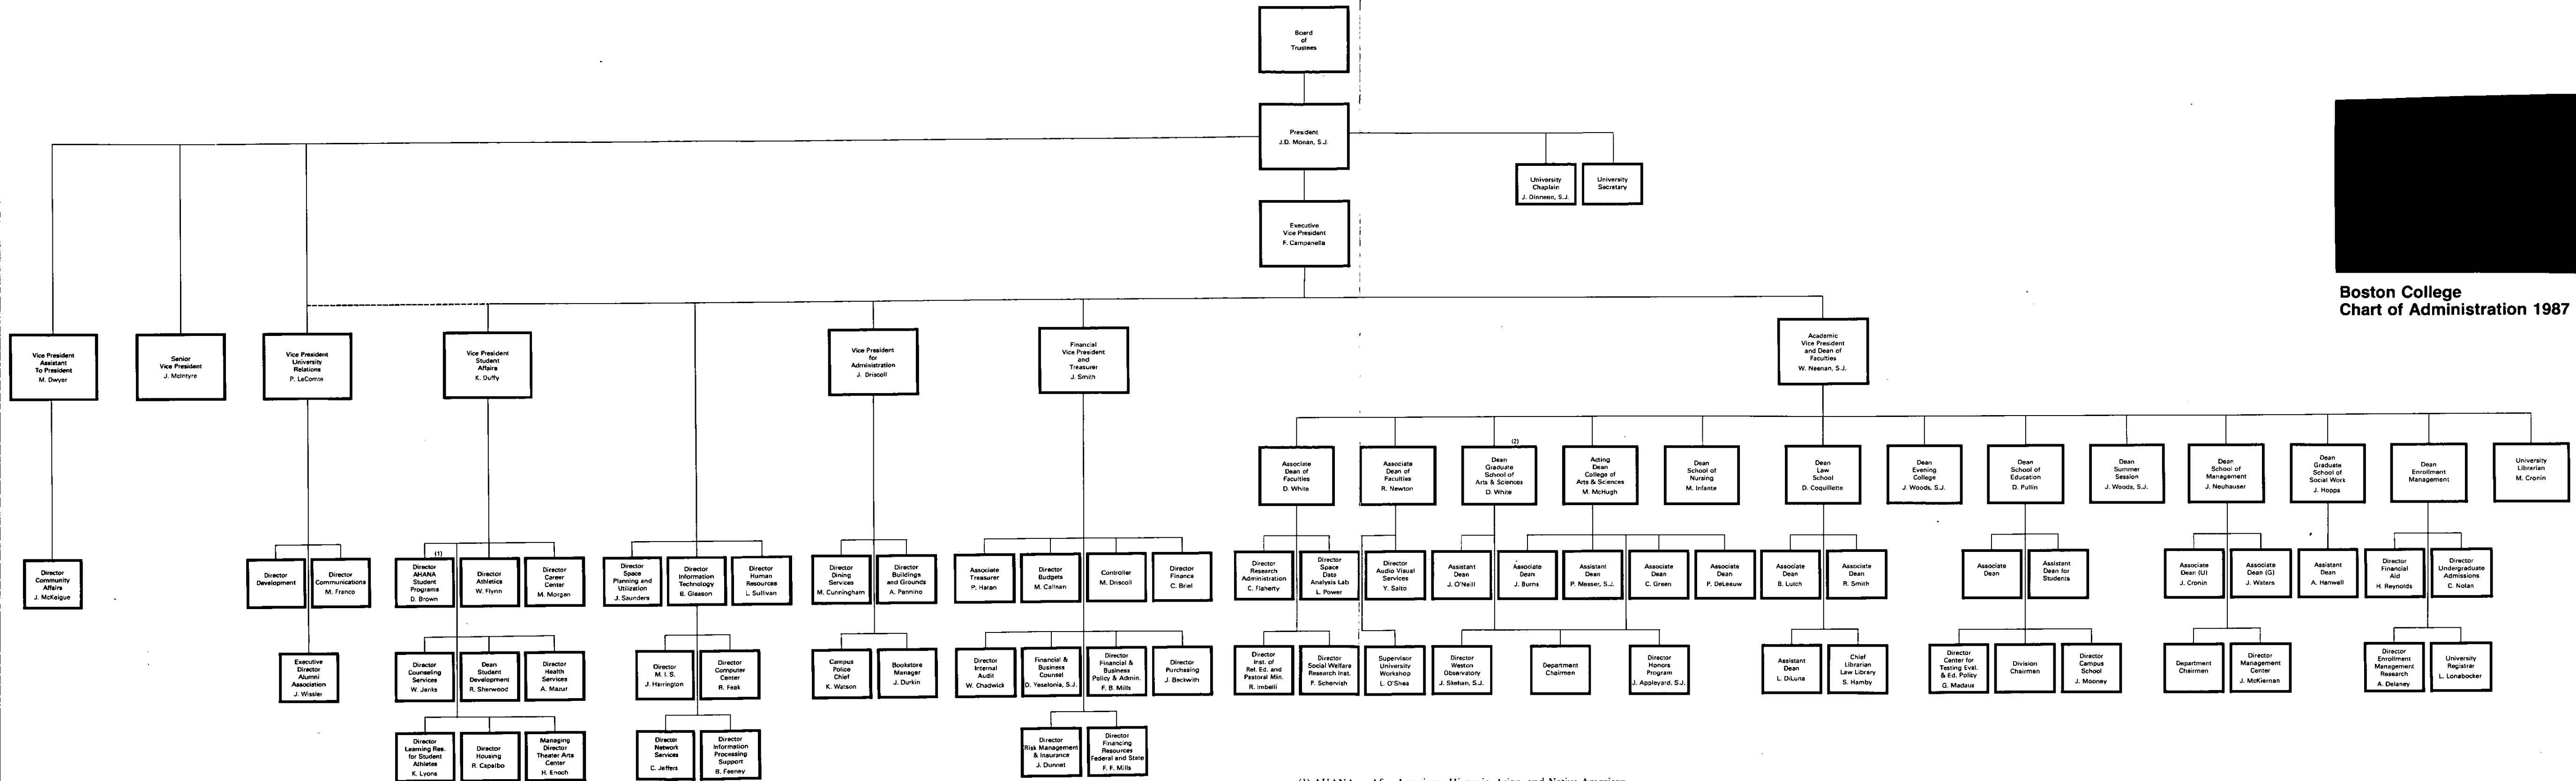 Board
of
Trustees
President
J.D. Monan, S.J.
University
Chaplain
J. Dinneen, S.J.
University
Secretary
Executive
Vice President
F. Campanella
Boston College
Chart of Administration 1987
Vice President
Assistant
To President
M. Dwyer
Senior
Vice President
J. McIntyre
Vice President
University
Relations
P. LeComte
Vice President
Student
Affairs
K. Duffy
Vice President
for
Administration
J. Driscoll
Financial
Vice President
and
Treasurer
J. Smith
Academic
Vice President
and Dean of
Faculties
W. Neenan, S.J.
Associate
Dean of
Faculties
D. White
Associate
Dean of
Faculties
R. Newton
(2)
Dean
Graduate
School of
Arts & Sciences
D. White
Acting
Dean
College of
Arts & Sciences
M. McHugh
Dean
School of
Nursing
M. Infante
Dean
Law
School
D. Coquillette
Dean
Evening
College
J. Woods, S.J.
Dean
School of
Education
D. Pullin
Dean
Summer
Session
J. Woods, S.J.
Dean
School of
Management
J. Neuhauser
Dean
Graduate
School of
Social Work
J. Hopps
Dean
Enrollment
Management
University
Librarian
M. Cronin
Director
Community
Affairs
J. McKeigue
Director
Development
Director
Communications
M. Franco
(1)
Director
AHANA
Student
Programs
D. Brown
Director
Athletics
W. Flynn
Director
Career
Center
M. Morgan
Director
Space
Planning and
Utilization
J. Saunders
Director
Information
Technology
B. Gleason
Director
Human
Resources
L. Sullivan
Director
Dining
Services
M. Cunningham
Director
Buildings
and Grounds
A. Pannino
Associate
Treasurer
P. Haran
Director
Budgets
M. Callnan
Controller
M. Driscoll
Director
Finance
C. Briel
Director
Research
Administration
C. Flaherty
Director
Space
Data
Analysis Lab
L. Power
Director
Audio Visual
Services
Y. Saito
Assistant
Dean
J. O'Neill
Associate
Dean
J. Burns
Assistant
Dean
P. Messer, S.J.
Associate
Dean
C. Green
Associate
Dean
P. DeLeeuw
Associate
Dean
B. Lutch
Associate
Dean
R. Smith
Associate
Dean
Assistant
Dean for
Students
Associate
Dean (U)
J. Cronin
Associate
Dean (G)
J. Waters
Assistant
Dean
A. Hanwell
Director
Financial
Aid
H. Reynolds
Director
Undergraduate
Admissions
C. Nolan
Executive
Director
Alumni
Association
J. Wissler
Director
Counseling
Services
W. Janks
Dean
Student
Development
R. Sherwood
Director
Health
Services
A. Mazur
Director
M. I. S.
J. Harrington
Director
Computer
Center
R. Feak
Campus
Police
Chief
K. Watson
Bookstore
Manager
J. Durkin
Director
Internal
Audit
W. Chadwick
Financial &
Business
Counsel
D. Yesalonia, S.J.
Director
Financial &
Business
Policy & Admin.
F. B. Mills
Director
Purchasing
J. Beckwith
Director
Inst. of
Rel. Ed. and
Pastoral Min.
R. Imbelli
Director
Social Welfare
Research Inst.
P. Schervish
Supervisor
University
Workshop
L. O'Shea
Director
Weston
Observatory
J. Skehan, S.J.
Department
Chairmen
Director
Honors
Program
J. Appleyard, S.J.
Assistant
Dean
L. DiLuna
Chief
Librarian
Law Library
S. Hamby
Director
Center for
Testing Eval.
& Ed. Policy
G. Madaus
Division
Chairmen
Director
Campus
School
J. Mooney
Department
Chairmen
Director
Management
Center
J. McKiernan
Director
Enrollment
Management
Research
A. Delaney
University
Registrar
L. Lonabocker
Director
Learning Res.
for Student
Athletes
K. Lyons
Director
Housing
R. Capalbo
Managing
Director
Theater Arts
Center
H. Enoch
Director
Network
Services
C. Jeffers
Director
Information
Processing
Support
B. Feeney
Director
Risk Management
& Insurance
J. Dunnet
Director
Financing
Resources
Federal and State
F. F. Mills